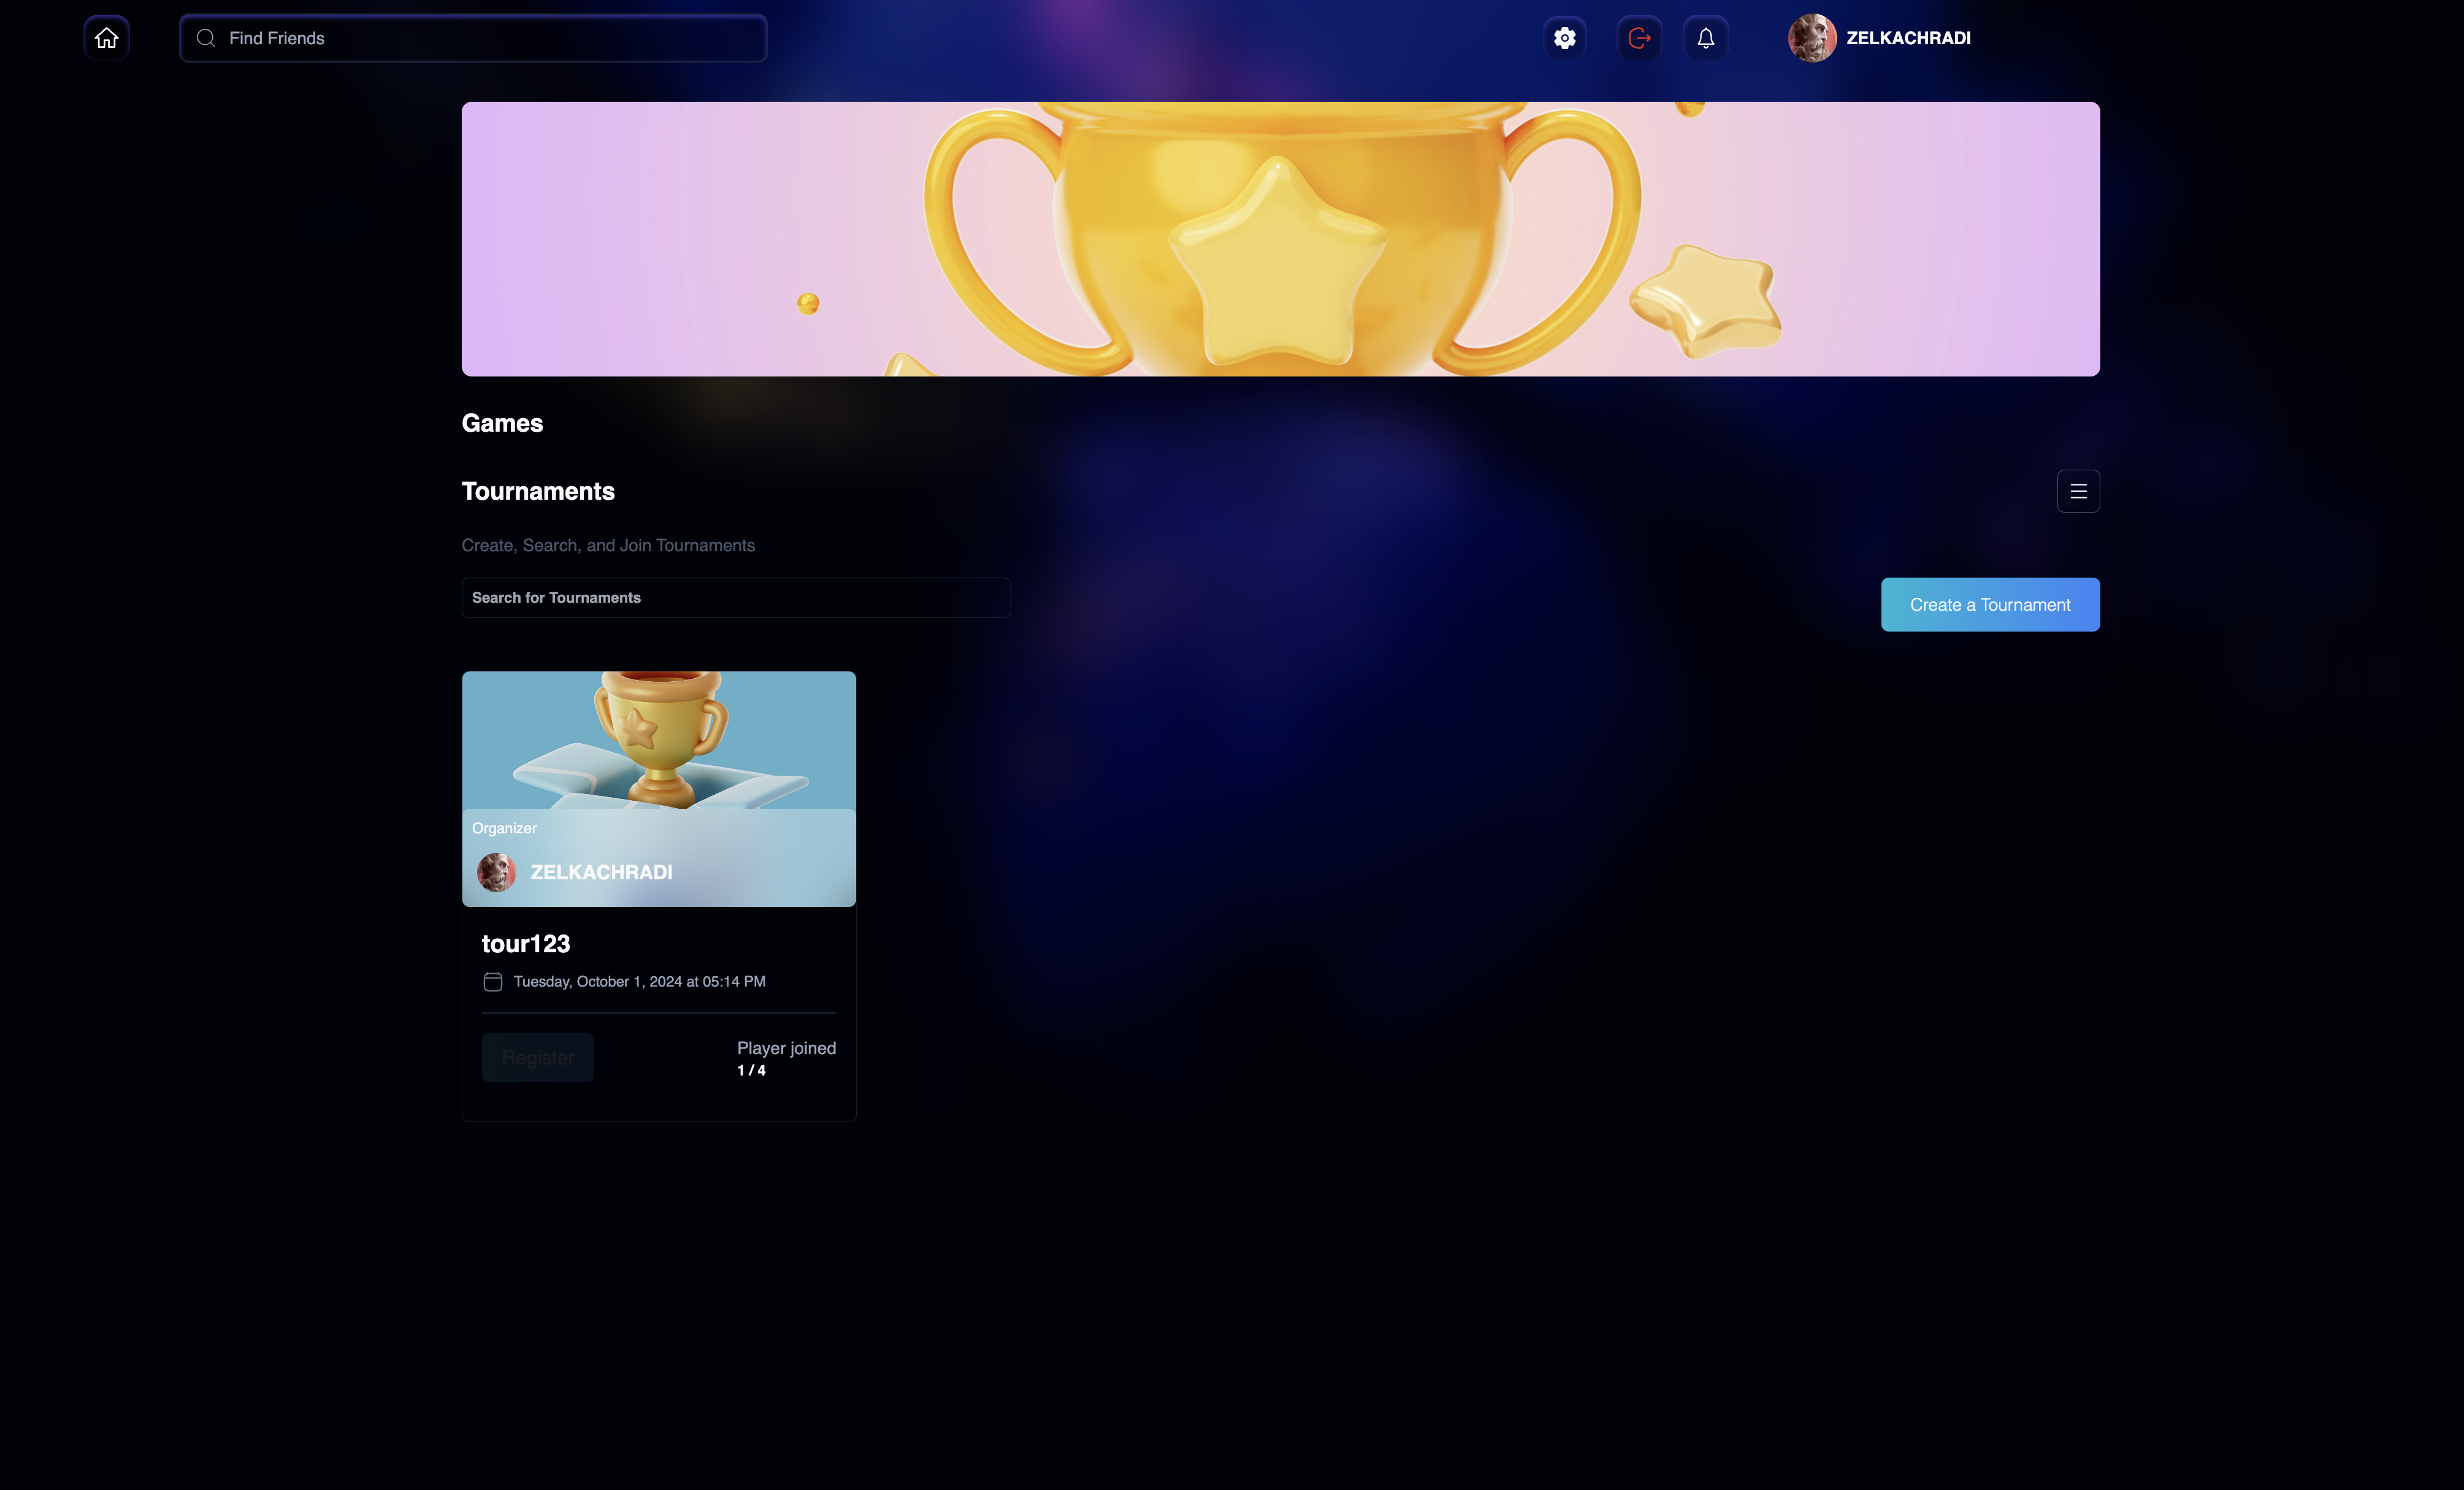 Find Friends
ZELKACHRADI
Games
Tournaments
Create, Search, and Join Tournaments
Search for Tournaments
Create a Tournament
Organizer
ZELKACHRADI
tour123
Tuesday, October 1, 2024 at 05:14 PM
Register
Player joined
1 / 4